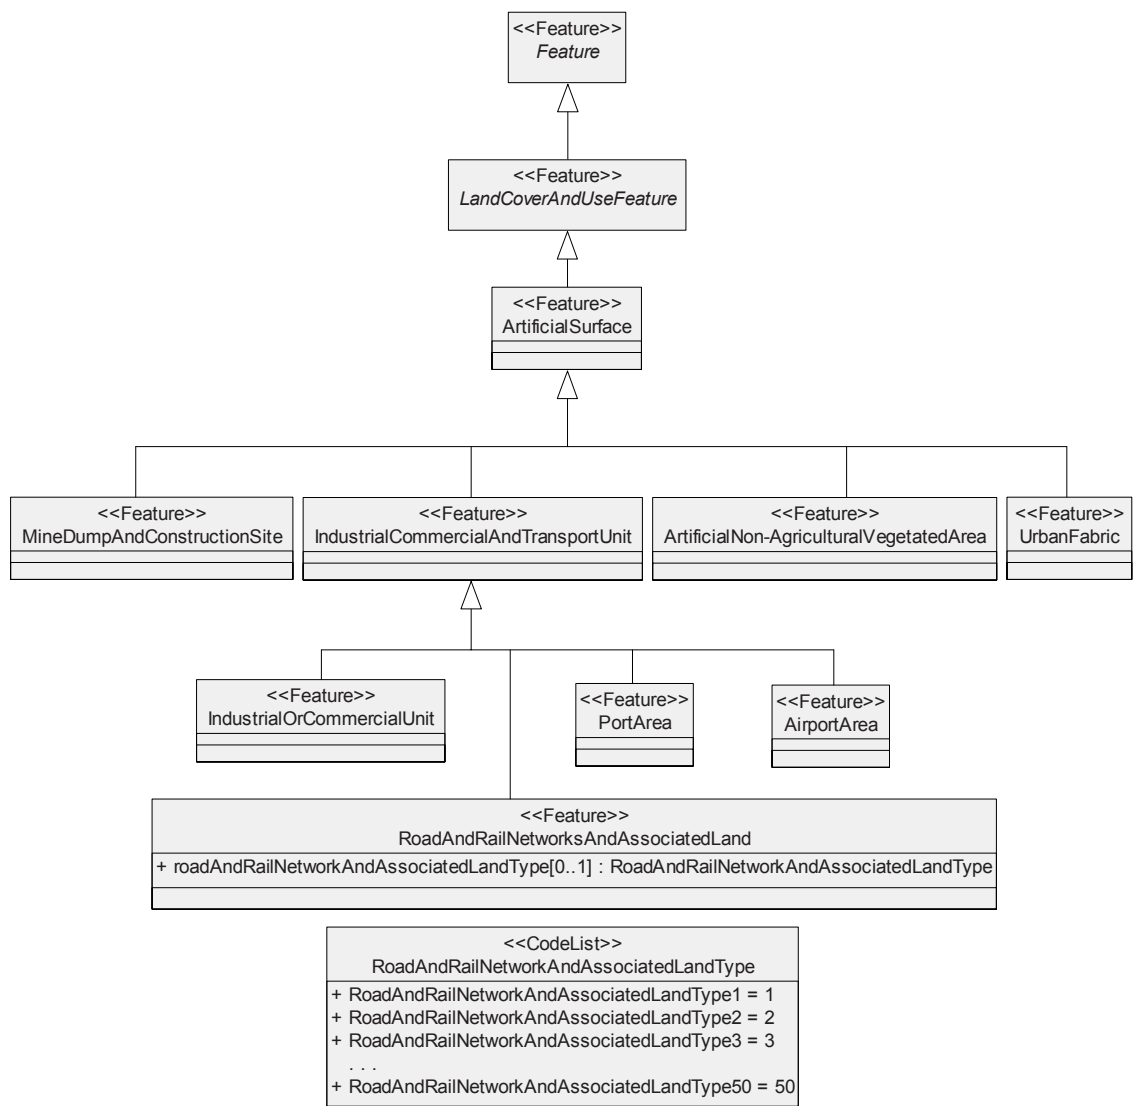 <<Feature>>
Feature
<<Feature>>
LandCoverAndUseFeature
<<Feature>>
ArtificialSurface
<<Feature>>
MineDumpAndConstructionSite
<<Feature>>
IndustrialCommercialAndTransportUnit
<<Feature>>
ArtificialNon-AgriculturalVegetatedArea
<<Feature>>
UrbanFabric
<<Feature>>
IndustrialOrCommercialUnit
<<Feature>>
PortArea
<<Feature>>
AirportArea
<<Feature>>
RoadAndRailNetworksAndAssociatedLand
+ roadAndRailNetworkAndAssociatedLandType[0..1] : RoadAndRailNetworkAndAssociatedLandType
<<CodeList>>
RoadAndRailNetworkAndAssociatedLandType
+ RoadAndRailNetworkAndAssociatedLandType1 = 1
+ RoadAndRailNetworkAndAssociatedLandType2 = 2
+ RoadAndRailNetworkAndAssociatedLandType3 = 3
. . .
+ RoadAndRailNetworkAndAssociatedLandType50 = 50